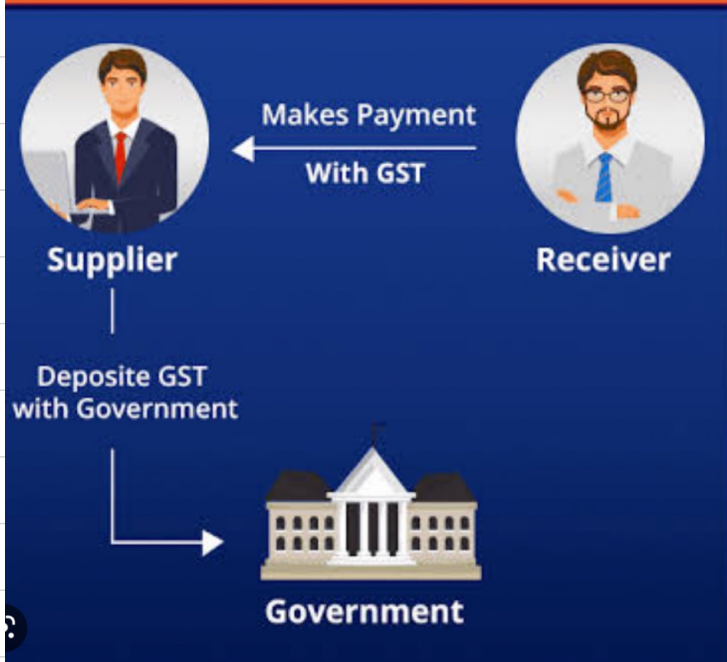 Makes Payment
With GST
Supplier
Receiver
Deposite GST
with Government
Government